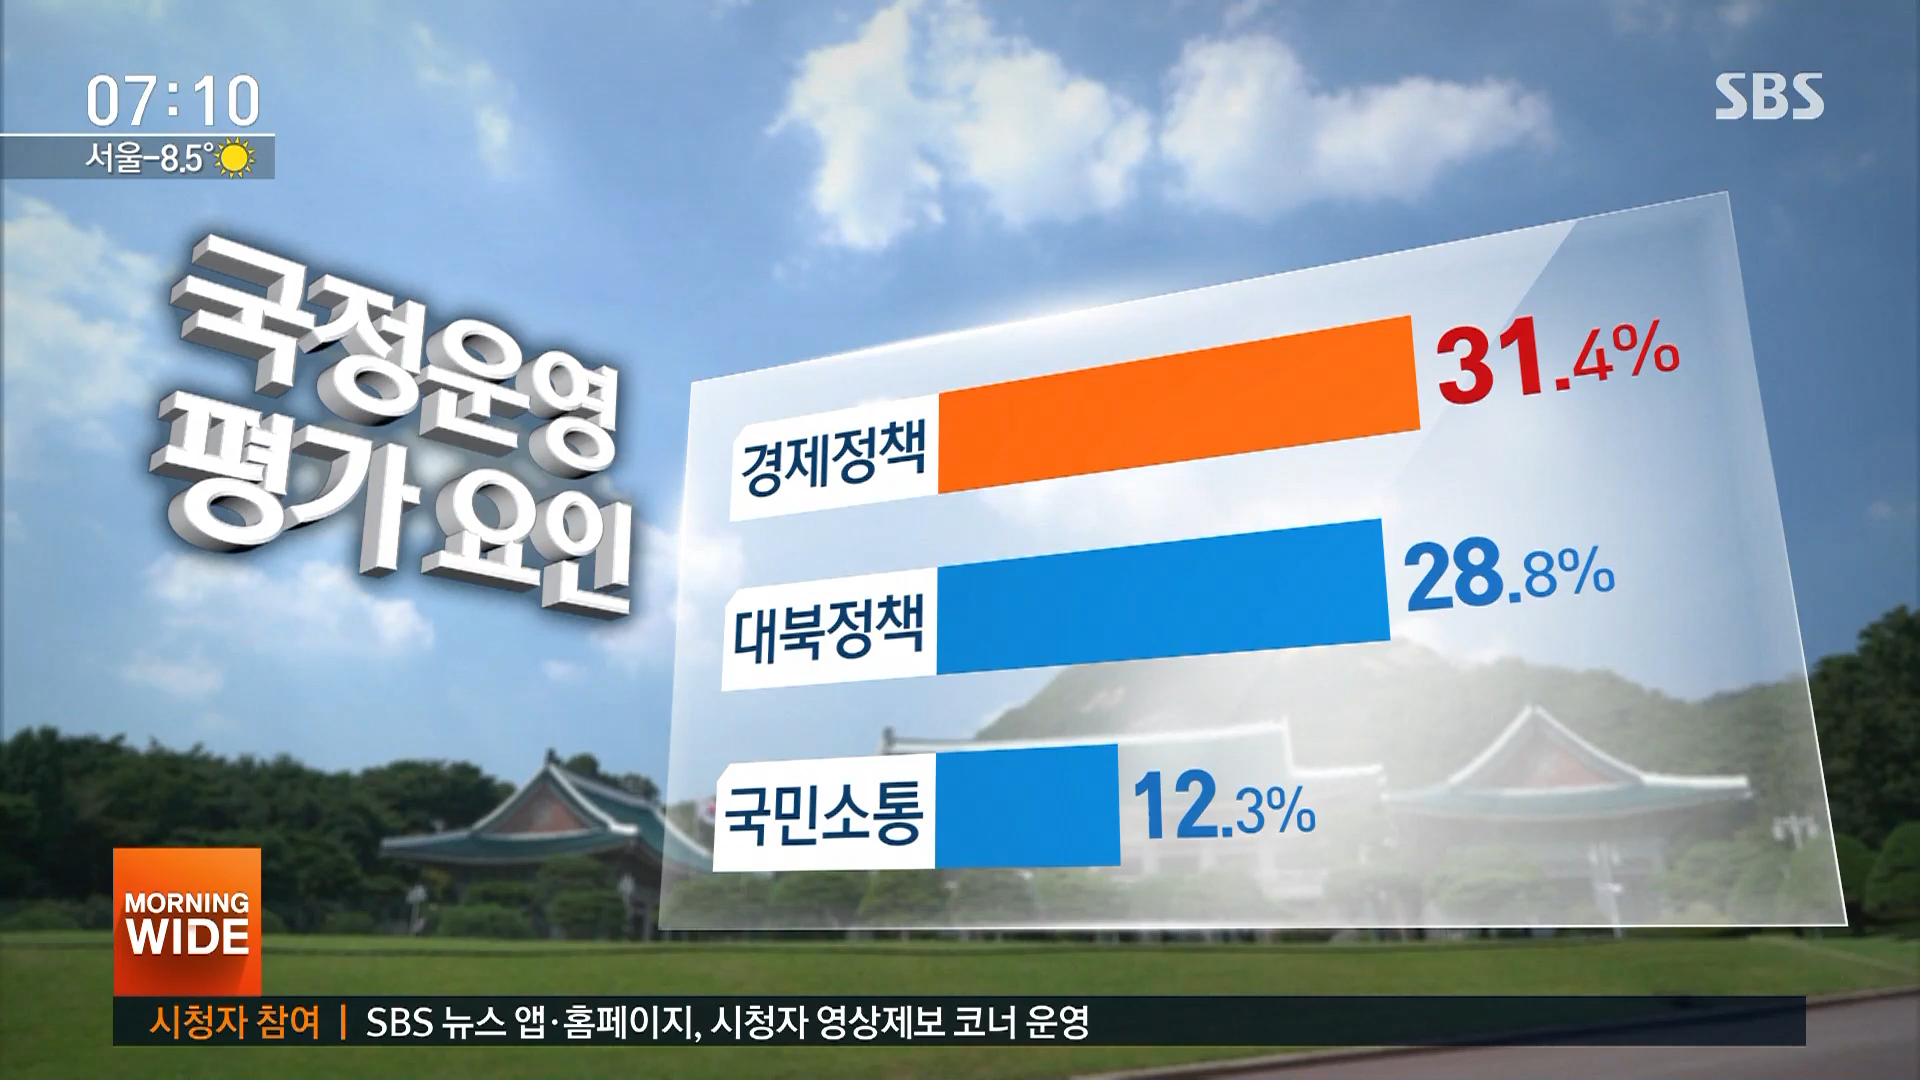 07:10
서울-8.5°
SBS
국정운영
평가 요인
경제정책 31.4%
대북정책 28.8%
국민소통 12.3%
MORNING
WIDE
시청자 참여 | SBS 뉴스 앱·홈페이지, 시청자 영상제보 코너 운영